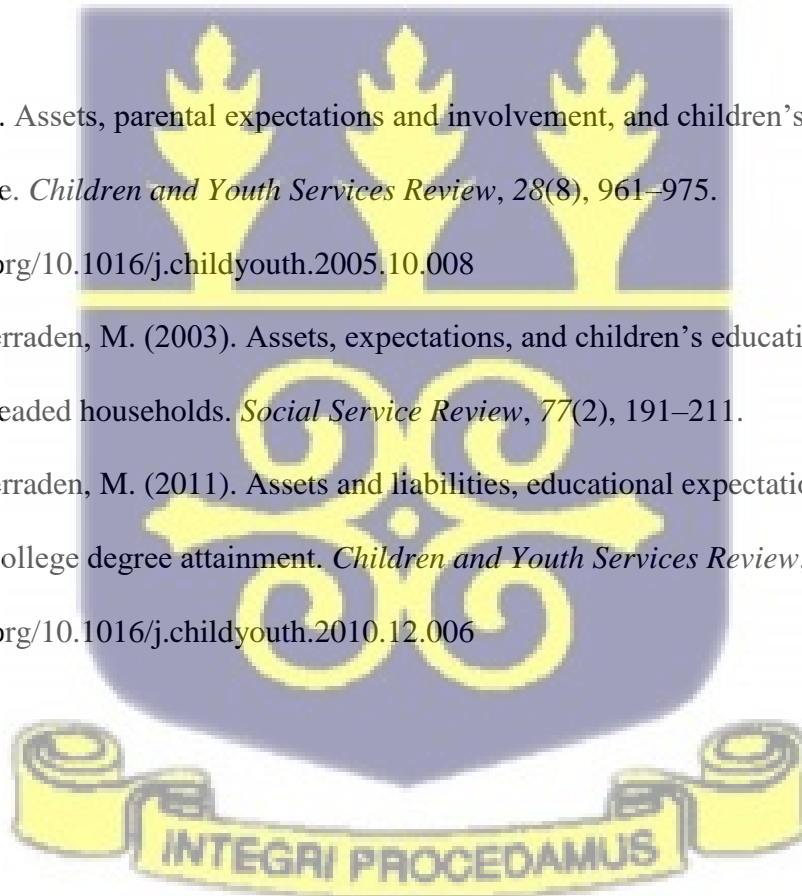 . Assets, parental expectations and involvement, and children's
e. Children and Youth Services Review, 28(8), 961–975.
org/10.1016/j.childyouth.2005.10.008
erraden, M. (2003). Assets, expectations, and children's educati
eaded households. Social Service Review, 77(2), 191–211.
erraden, M. (2011). Assets and liabilities, educational expectatio
ollege degree attainment. Children and Youth Services Review,
org/10.1016/j.childyouth.2010.12.006
INTEGRI PROCEDAMUS